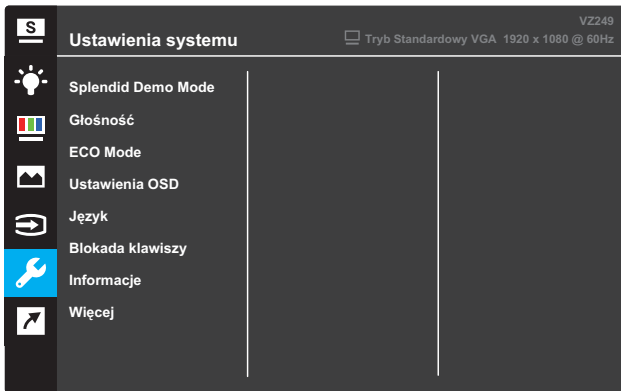 S
VZ249
Ustawienia systemu
Tryb Standardowy VGA 1920 x 1080 @ 60Hz
Splendid Demo Mode
Głośność
ECO Mode
Ustawienia OSD
Język
Blokada klawiszy
Informacje
Więcej